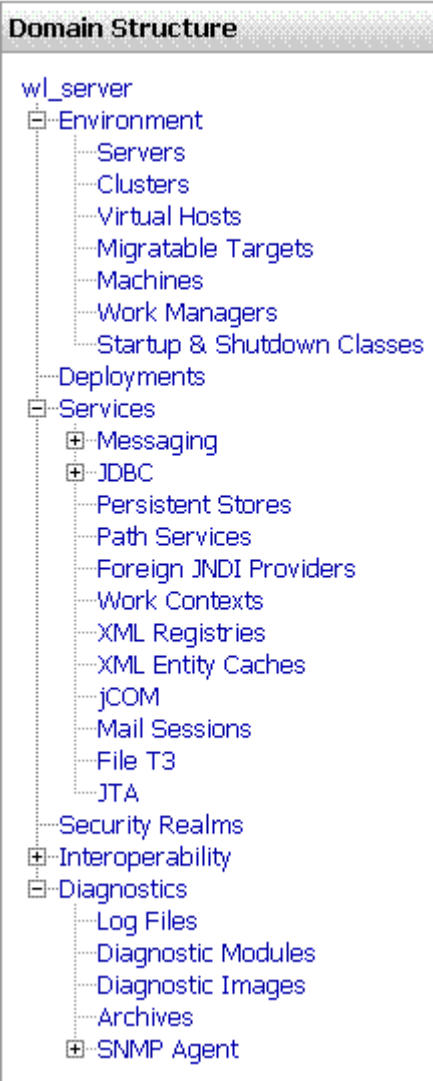 Domain Structure
wl_server
Environment
Servers
Clusters
Virtual Hosts
Migratable Targets
Machines
Work Managers
Startup & Shutdown Classes
Deployments
Services
Messaging
JDBC
Persistent Stores
Path Services
Foreign JNDI Providers
Work Contexts
XML Registries
XML Entity Caches
jCOM
Mail Sessions
File T3
JTA
Security Realms
Interoperability
Diagnostics
Log Files
Diagnostic Modules
Diagnostic Images
Archives
SNMP Agent